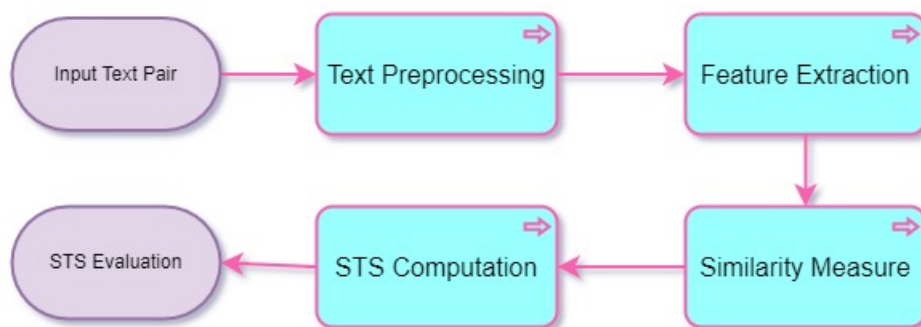 Input Text Pair
Text Preprocessing
Feature Extraction
Similarity Measure
STS Computation
STS Evaluation